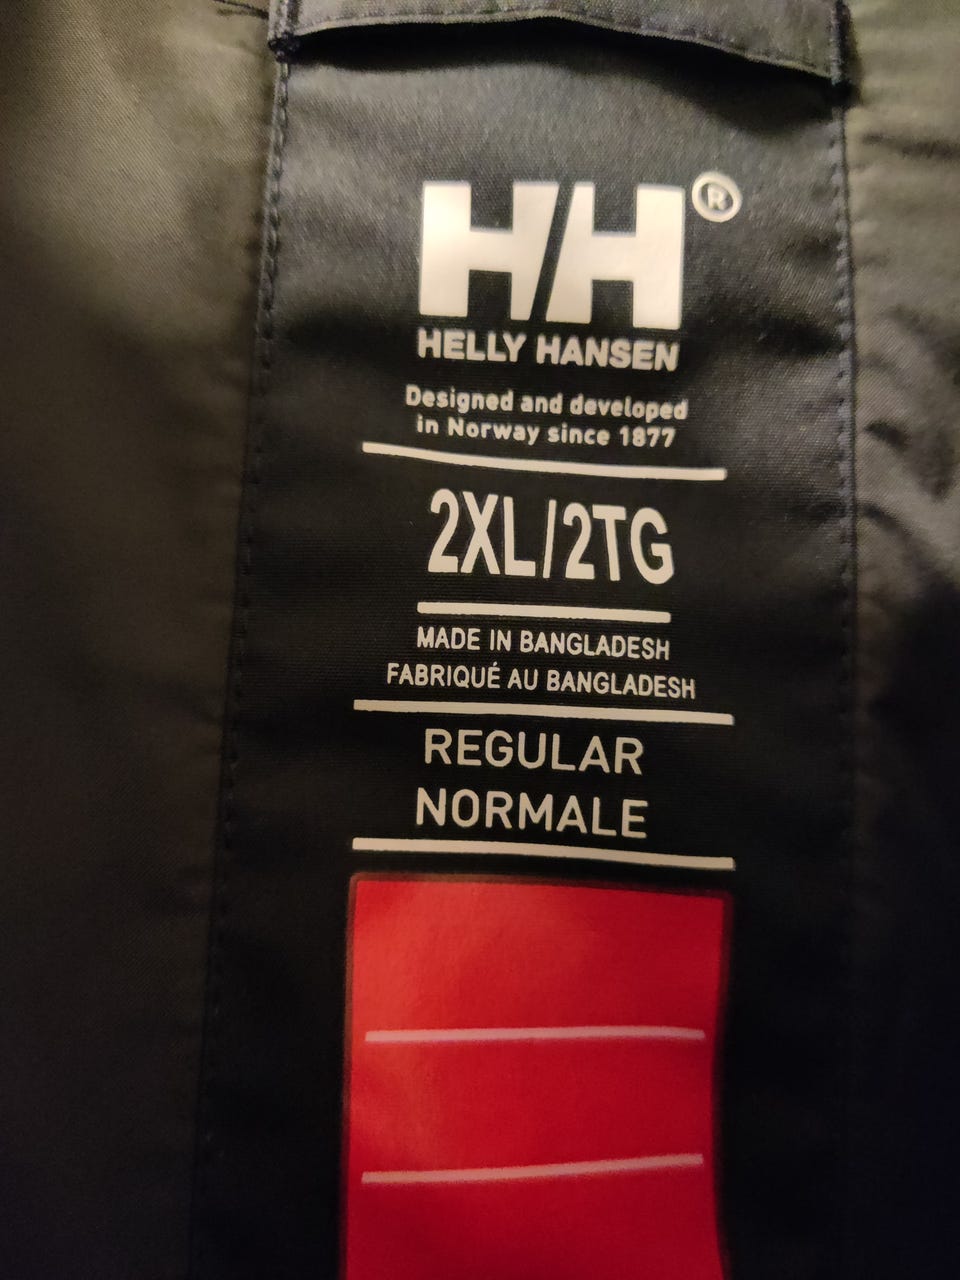 HH®
HELLY HANSEN
Designed and developed
in Norway since 1877
2XL/2TG
MADE IN BANGLADESH
FABRIQUÉ AU BANGLADESH
REGULAR
NORMALE